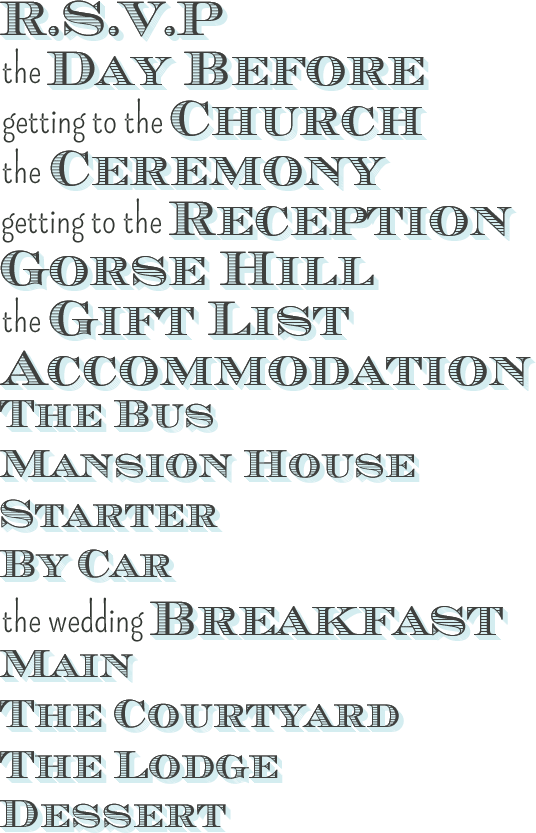 R.S.V.P
the Day Before
getting to the Church
the Ceremony
getting to the Reception
Gorse Hill
the Gift List
Accommodation
The Bus
Mansion House
Starter
By Car
the wedding Breakfast
Main
The Courtyard
The Lodge
Dessert